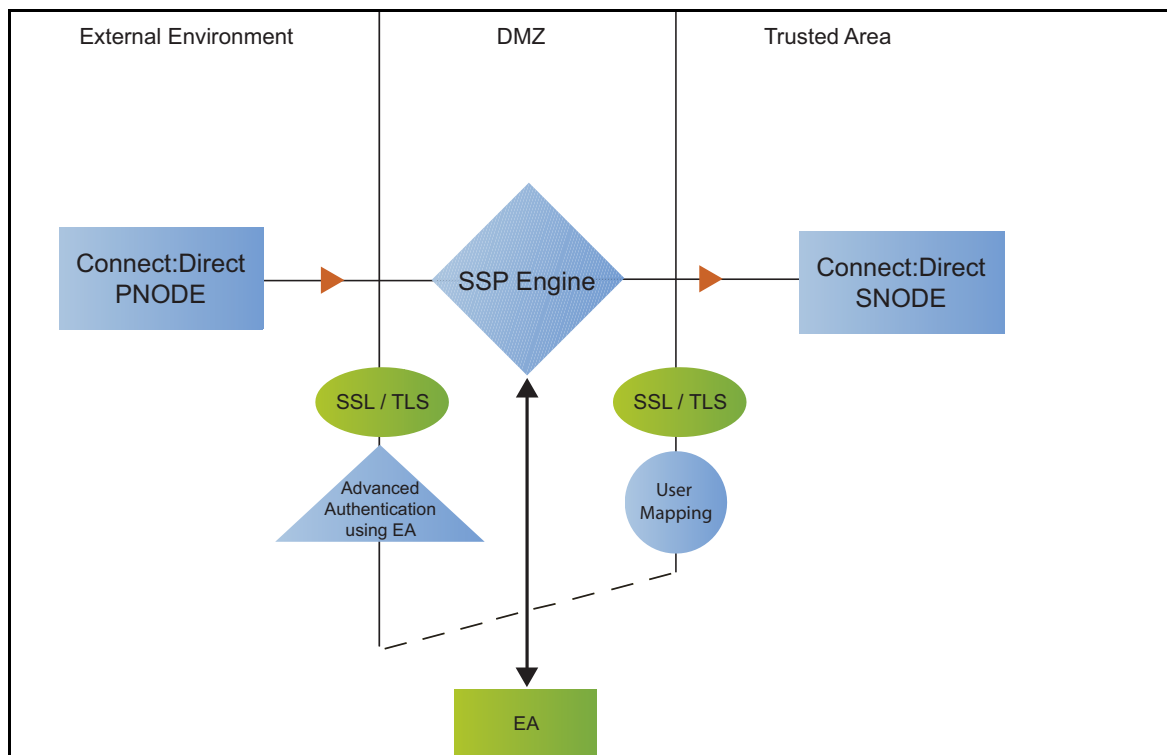 External Environment
DMZ
Trusted Area
Connect:Direct
PNODE
SSP Engine
Connect:Direct
SNODE
SSL / TLS
SSL / TLS
Advanced
Authentication
using EA
User
Mapping
EA